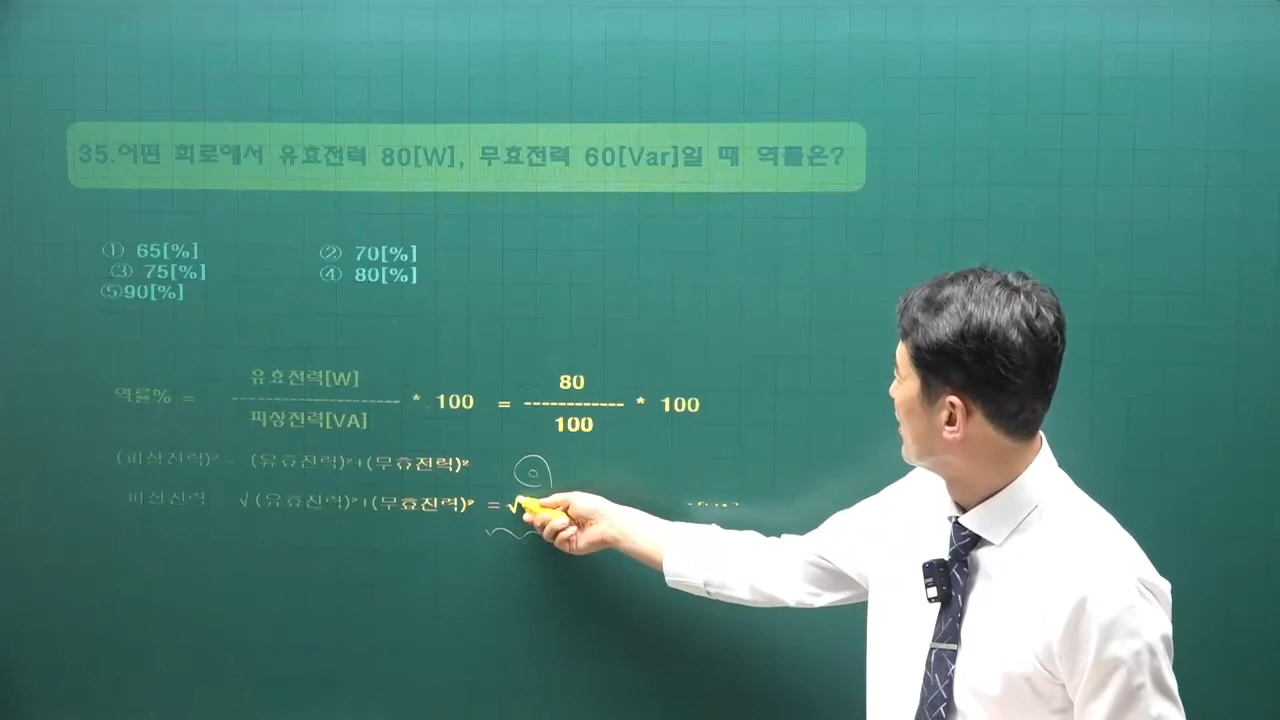 35.어떤 회로에서 유효전력 80[W], 무효전력 60[Var]일 때 역률은?
① 65[%] ② 70[%]
③ 75[%] ④ 80[%]
⑤90[%]
유효전력[W] 80
역률% = -------------------- * 100 = ------------ * 100
피상전력[VA] 100
(피상전력)² = (유효전력)²+(무효전력)²
피상전력 √(유효전력)²+(무효전력)² = √